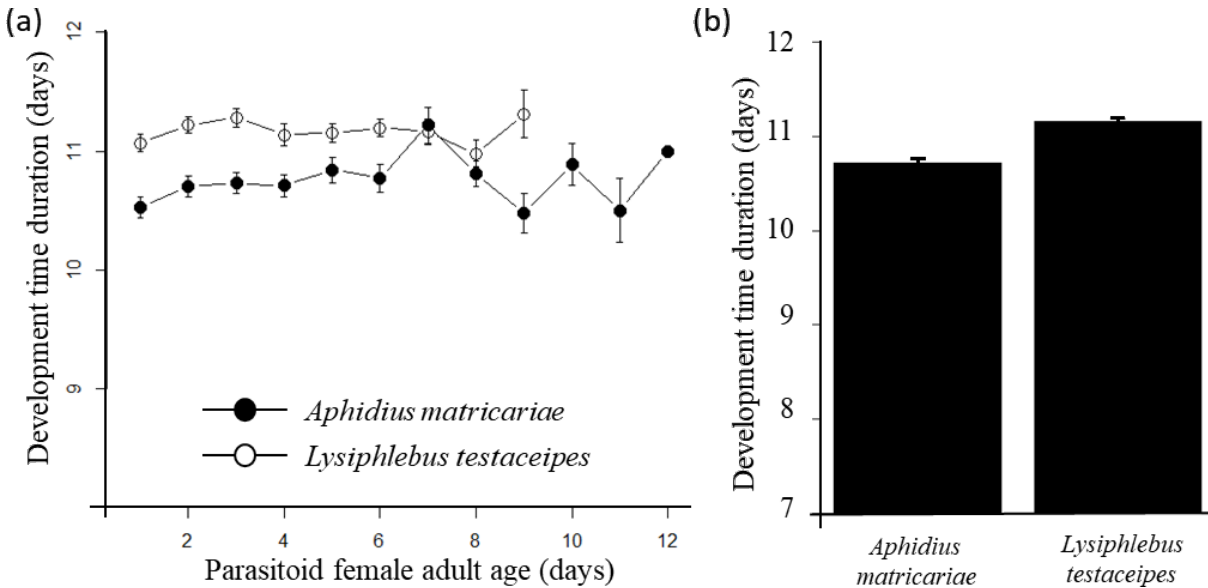 (a)
Development time duration (days)
12
11
10
9
Aphidius matricariae
Lysiphlebus testaceipes
2 4 6 8 10 12
Parasitoid female adult age (days)
(b)
Development time duration (days)
12
11
10
9
8
7
Aphidius
matricariae
Lysiphlebus
testaceipes